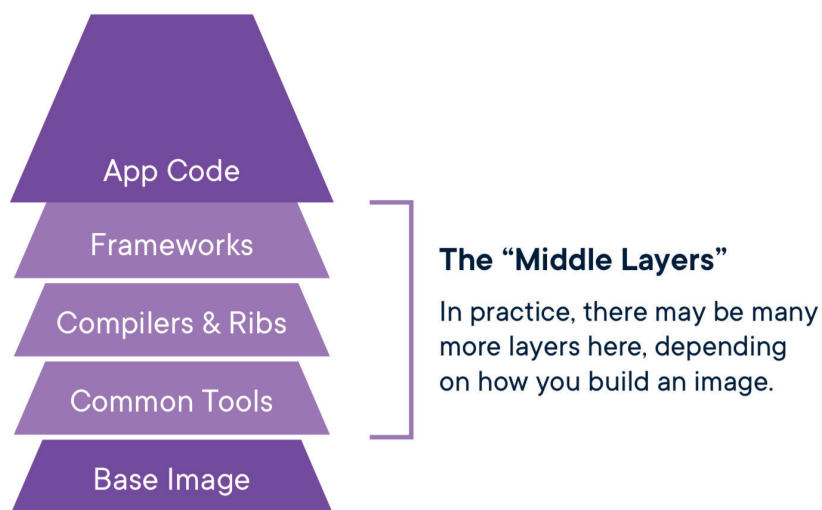 App Code
Frameworks
Compilers & Ribs
Common Tools
Base Image
The “Middle Layers”
In practice, there may be many
more layers here, depending
on how you build an image.